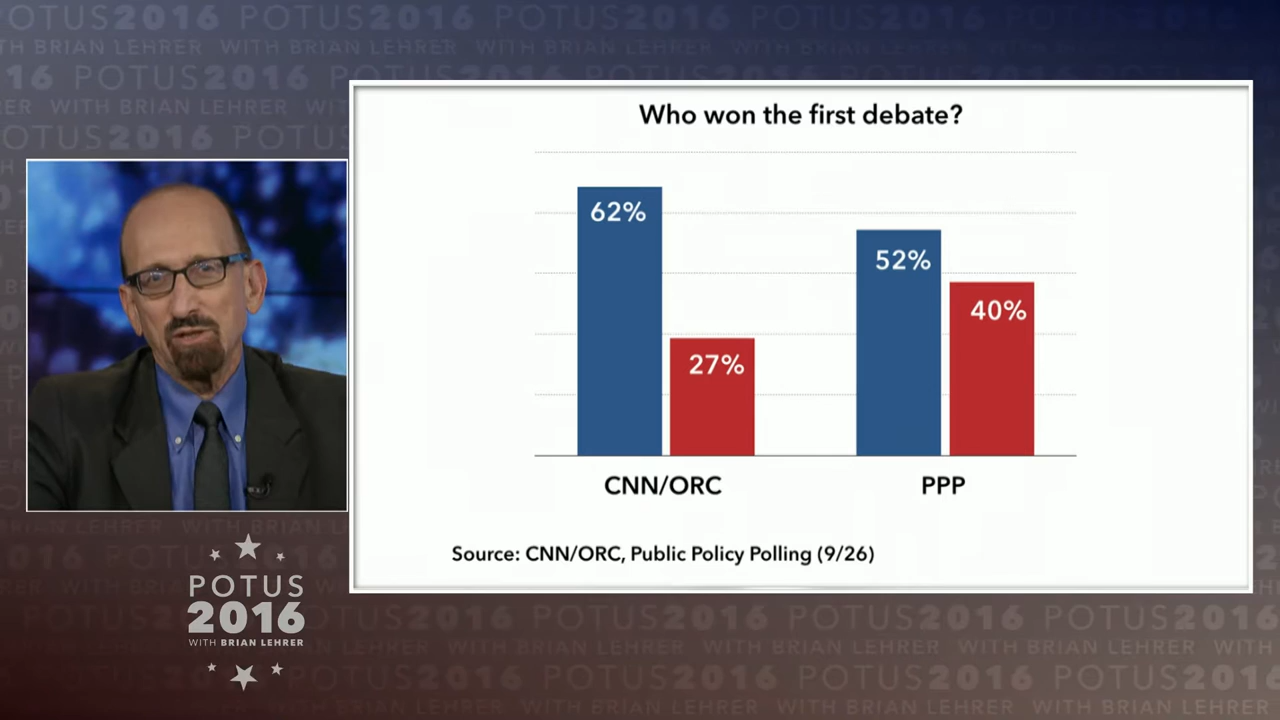 Who won the first debate?
62%
27%
52%
40%
CNN/ORC
PPP
Source: CNN/ORC, Public Policy Polling (9/26)
POTUS
2016
WITH BRIAN LEHRER